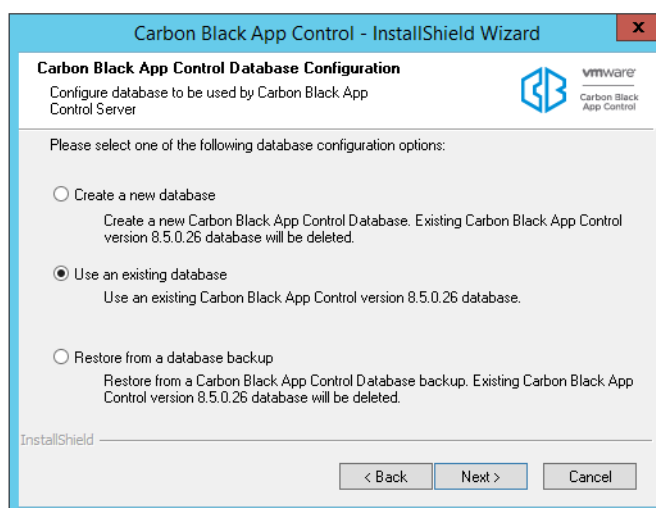 Carbon Black App Control - InstallShield Wizard
x
Carbon Black App Control Database Configuration
Configure database to be used by Carbon Black App
Control Server
vmware
Carbon Black
App Control
Please select one of the following database configuration options:
Create a new database
Create a new Carbon Black App Control Database. Existing Carbon Black App Control
version 8.5.0.26 database will be deleted.
Use an existing database
Use an existing Carbon Black App Control version 8.5.0.26 database.
Restore from a database backup
Restore from a Carbon Black App Control Database backup. Existing Carbon Black App
Control version 8.5.0.26 database will be deleted.
InstallShield
< Back
Next >
Cancel